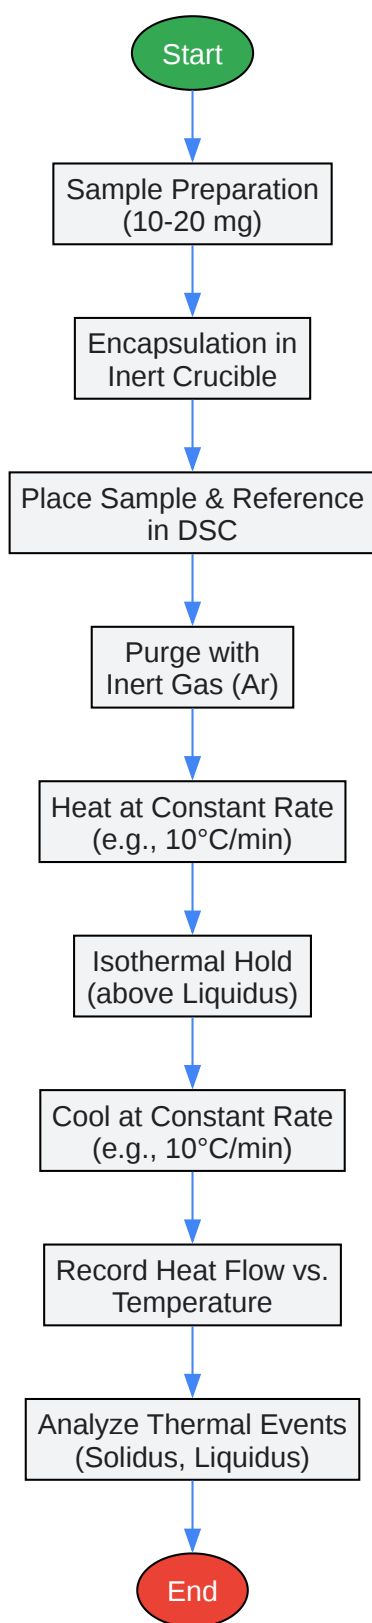 Start
Sample Preparation
(10-20 mg)
Encapsulation in
Inert Crucible
Place Sample & Reference
in DSC
Purge with
Inert Gas (Ar)
Heat at Constant Rate
(e.g., 10°C/min)
Isothermal Hold
(above Liquidus)
Cool at Constant Rate
(e.g., 10°C/min)
Record Heat Flow vs.
Temperature
Analyze Thermal Events
(Solidus, Liquidus)
End